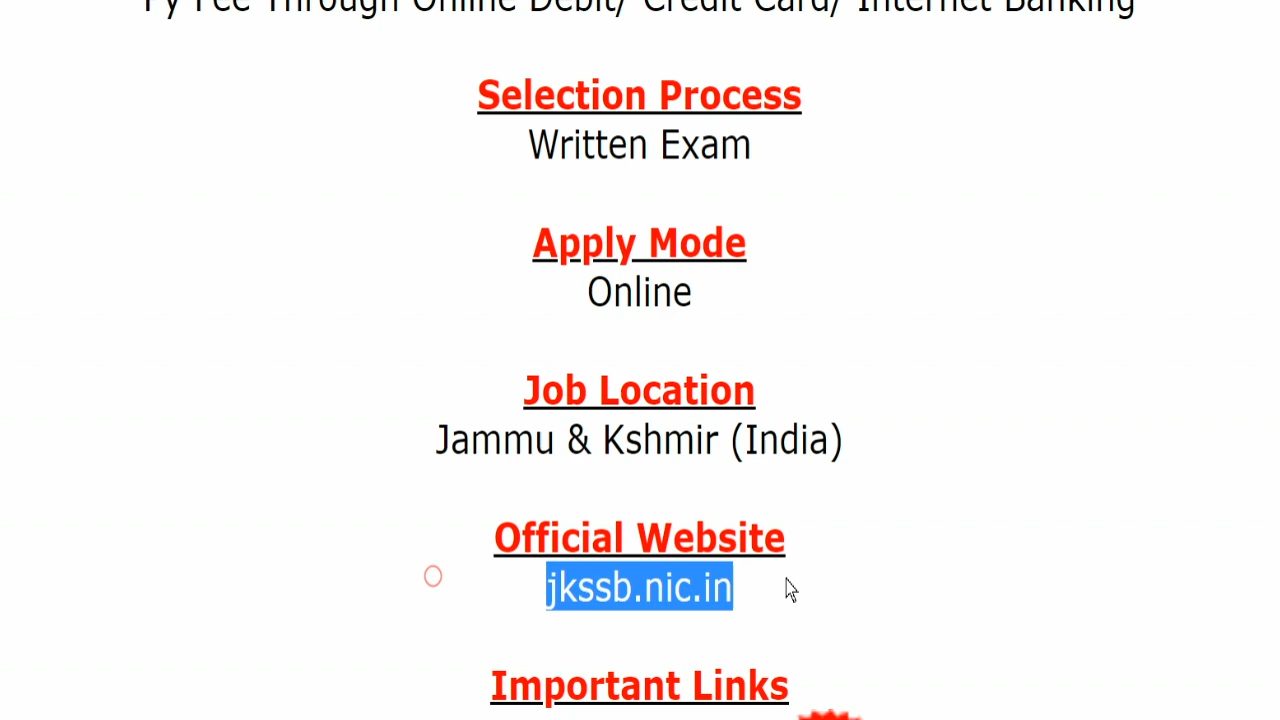 Py Fee Through Online Debit/ Credit Card/ Internet Banking
Selection Process
Written Exam
Apply Mode
Online
Job Location
Jammu & Kshmir (India)
Official Website
jkssb.nic.in
Important Links